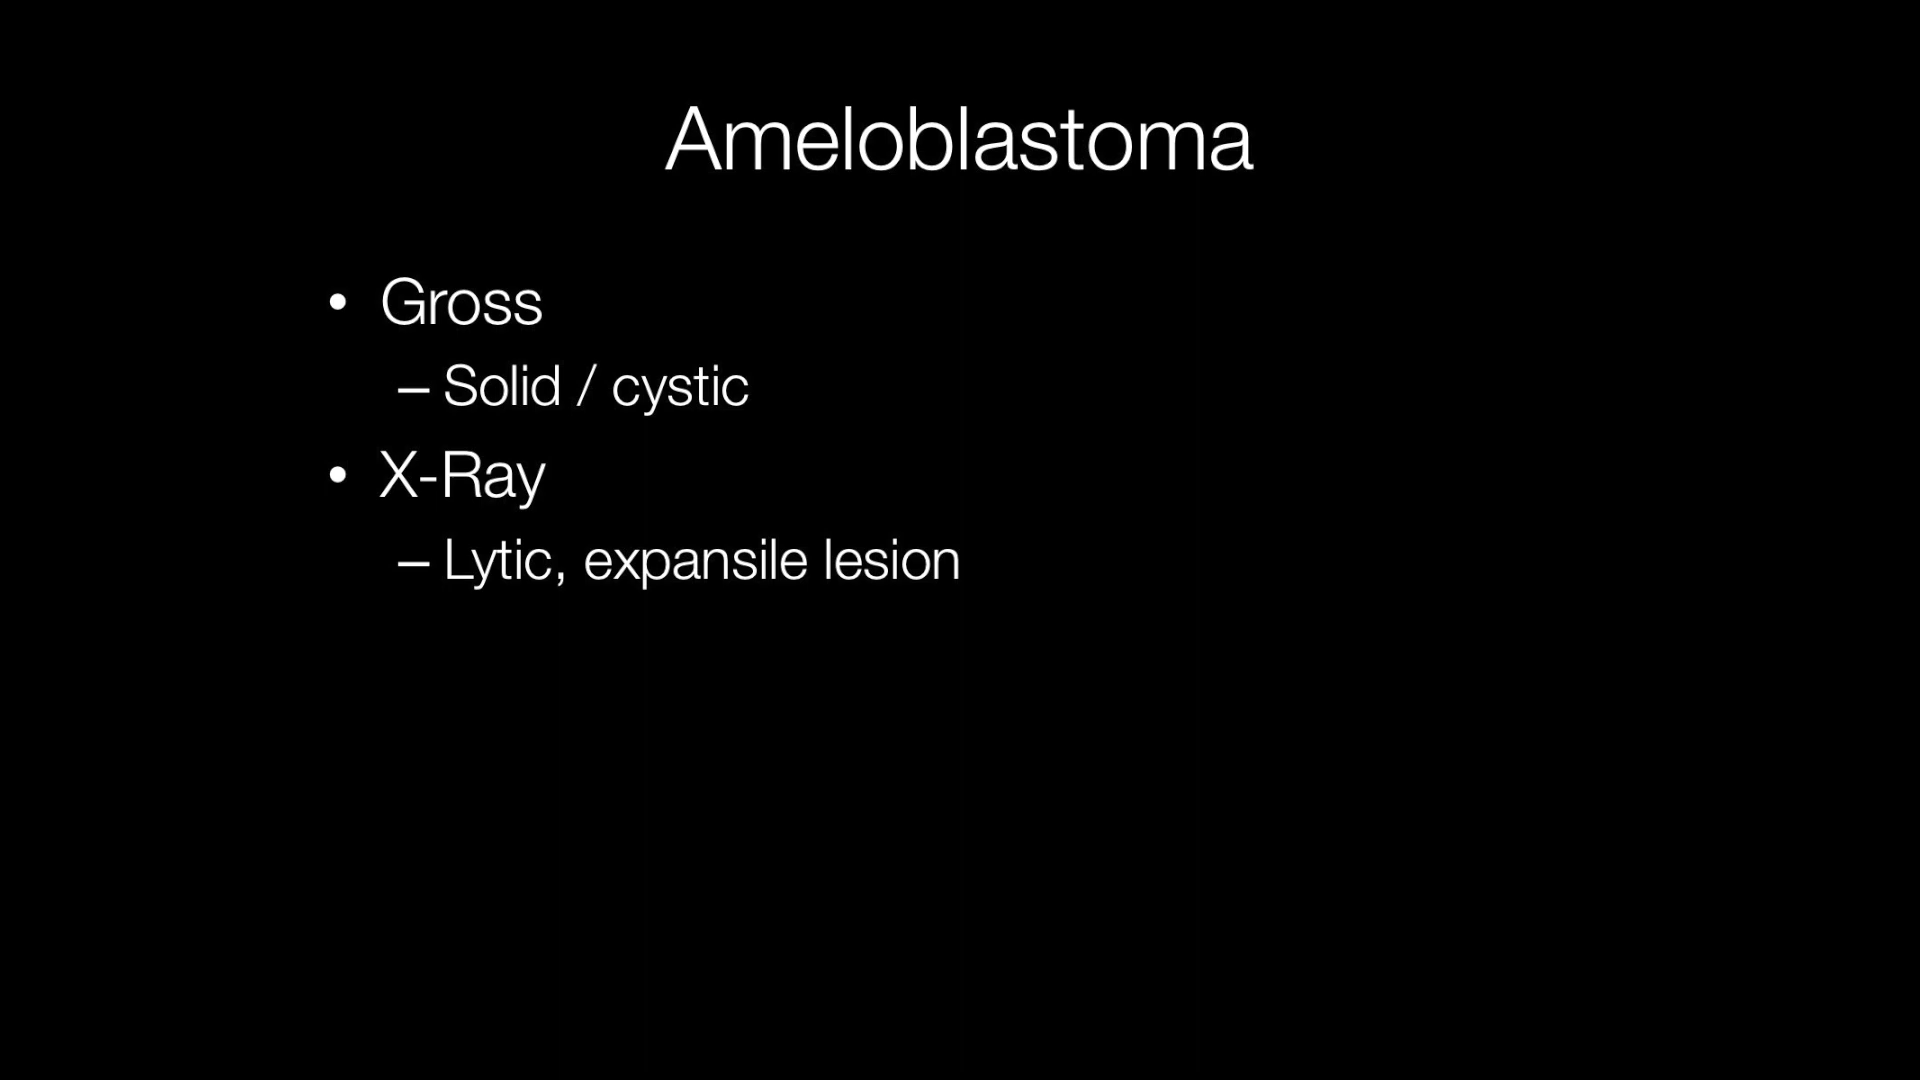 Ameloblastoma
• Gross
– Solid / cystic
• X-Ray
– Lytic, expansile lesion